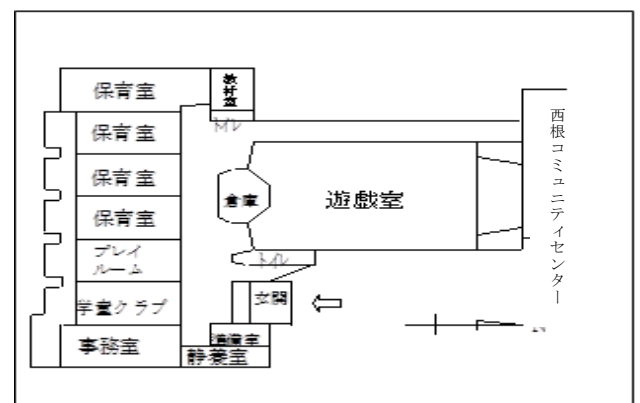 保育室
教材室
保育室
トイレ
保育室
保育室
倉庫
遊戯室
プレイ
ルーム
トイレ
学童クラブ
玄関
事務室
静養室
西根コミュニティセンター